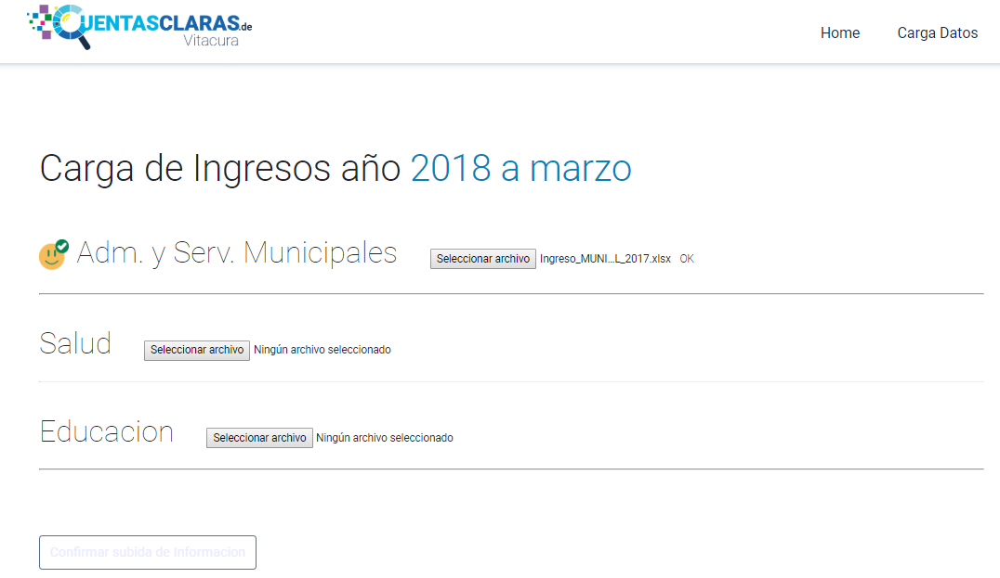 CUENTASCLARAS.de
Vitacura
Home Carga Datos
Carga de Ingresos año 2018 a marzo
Adm. y Serv. Municipales Seleccionar archivo Ingreso_MUNI...L_2017.xlsx OK
Salud Seleccionar archivo Ningún archivo seleccionado
Educacion Seleccionar archivo Ningún archivo seleccionado
Confirmar subida de Informacion